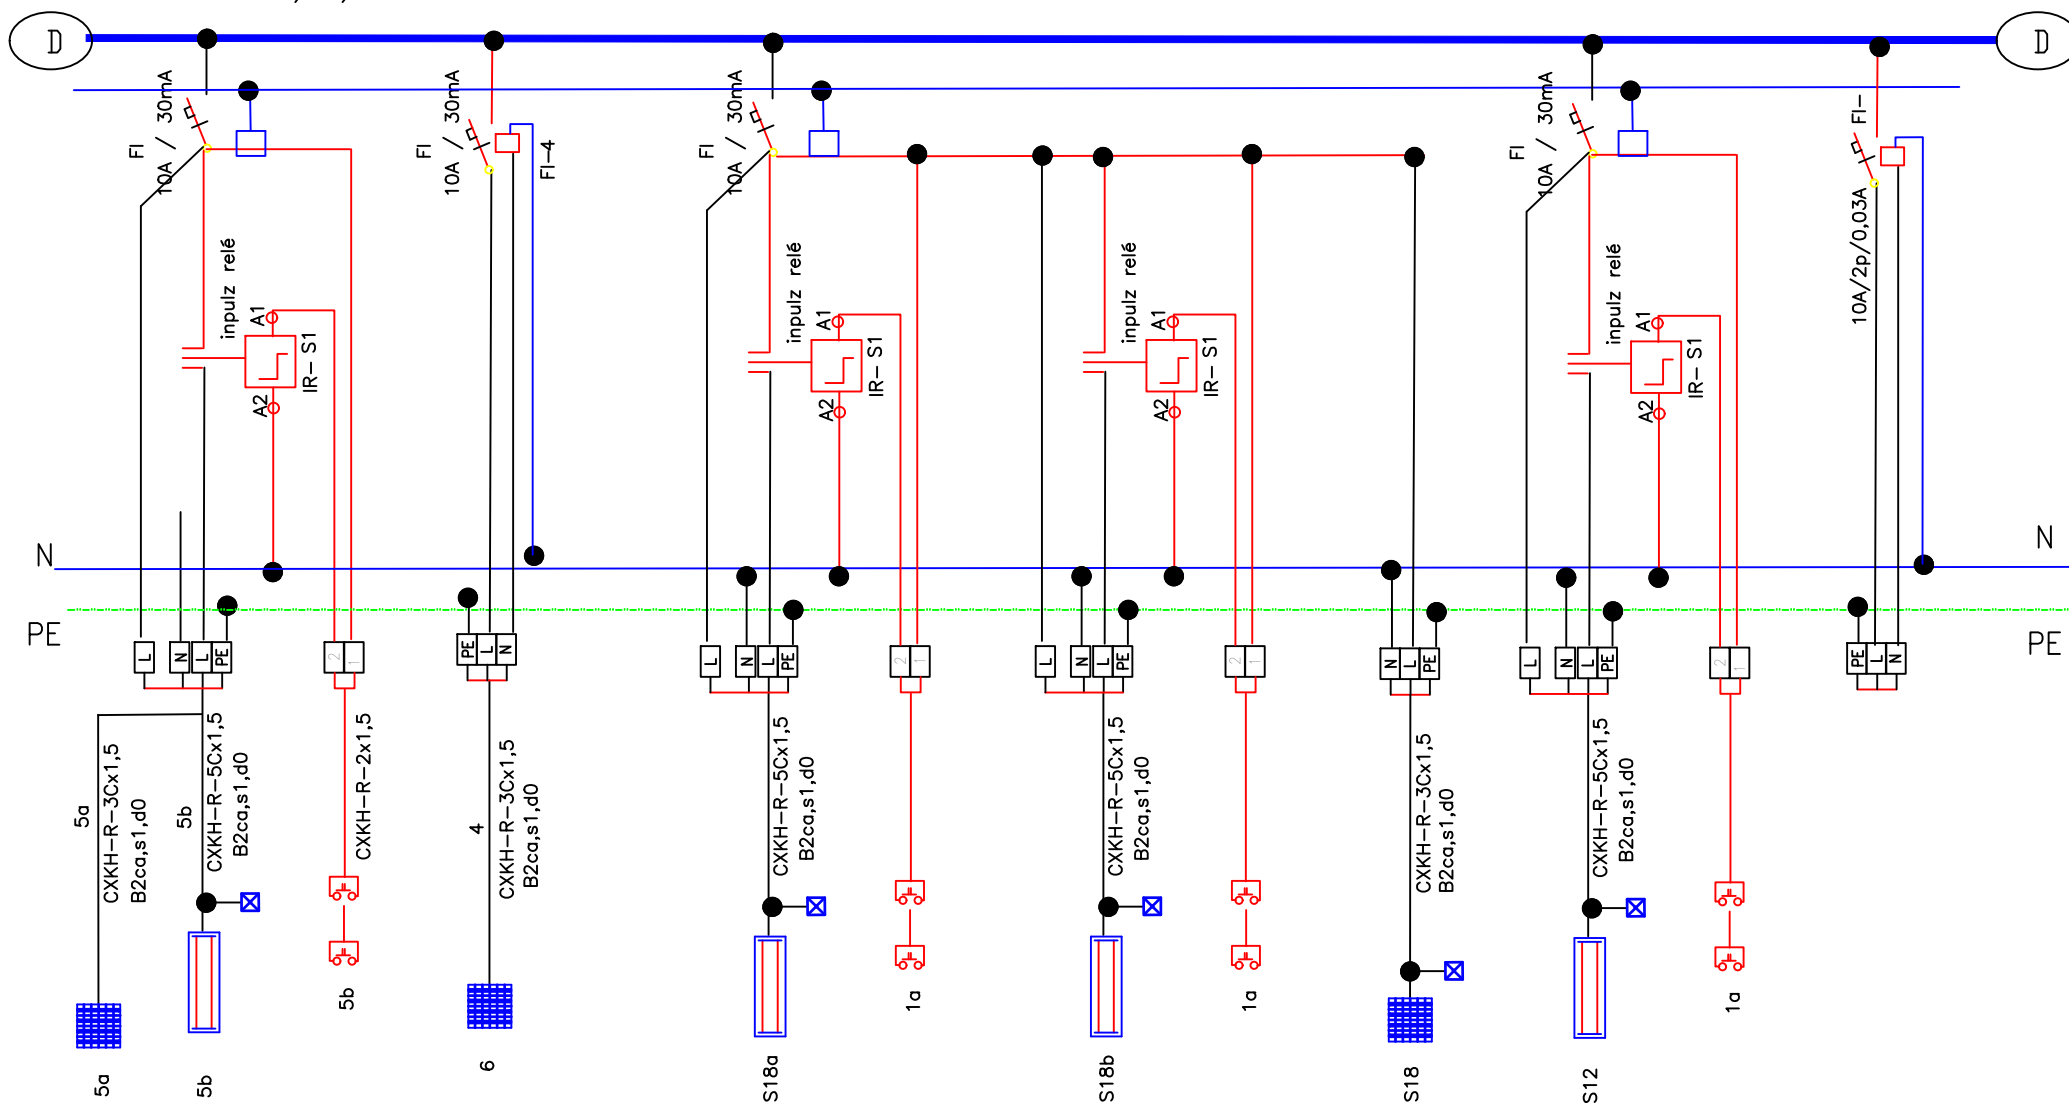 D
D
FI
10A / 30mA
FI
10A / 30mA
FI-4
FI
10A / 30mA
FI
10A / 30mA
FI-
10A/2p/0,03A
inpulz relé
A1
IR- S1
A2
inpulz relé
A1
IR- S1
A2
inpulz relé
A1
IR- S1
A2
inpulz relé
A1
IR- S1
A2
N
N
PE
PE
L
N
L
PE
2
1
PE
L
N
L
N
L
PE
2
1
L
N
L
PE
2
1
N
L
PE
L
N
L
PE
2
1
PE
L
N
5a
CXKH-R-3Cx1,5
B2ca,s1,d0
5b
CXKH-R-5Cx1,5
B2ca,s1,d0
CXKH-R-2x1,5
4
CXKH-R-3Cx1,5
B2ca,s1,d0
CXKH-R-5Cx1,5
B2ca,s1,d0
CXKH-R-5Cx1,5
B2ca,s1,d0
CXKH-R-3Cx1,5
B2ca,s1,d0
CXKH-R-5Cx1,5
B2ca,s1,d0
5a
5b
5b
6
S18a
1a
S18b
1a
S18
S12
1a